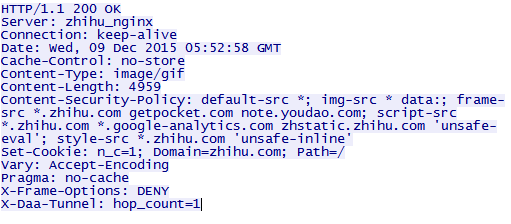 HTTP/1.1 200 OK
Server: zhihu_nginx
Connection: keep-alive
Date: Wed, 09 Dec 2015 05:52:58 GMT
Cache-Control: no-store
Content-Type: image/gif
Content-Length: 4959
Content-Security-Policy: default-src *; img-src * data:; frame-
src *.zhihu.com getpocket.com note.youdao.com; script-src
*.zhihu.com *.google-analytics.com zhstatic.zhihu.com 'unsafe-
eval'; style-src *.zhihu.com 'unsafe-inline'
Set-Cookie: n_c=1; Domain=zhihu.com; Path=/
Vary: Accept-Encoding
Pragma: no-cache
X-Frame-Options: DENY
X-Daa-Tunnel: hop_count=1